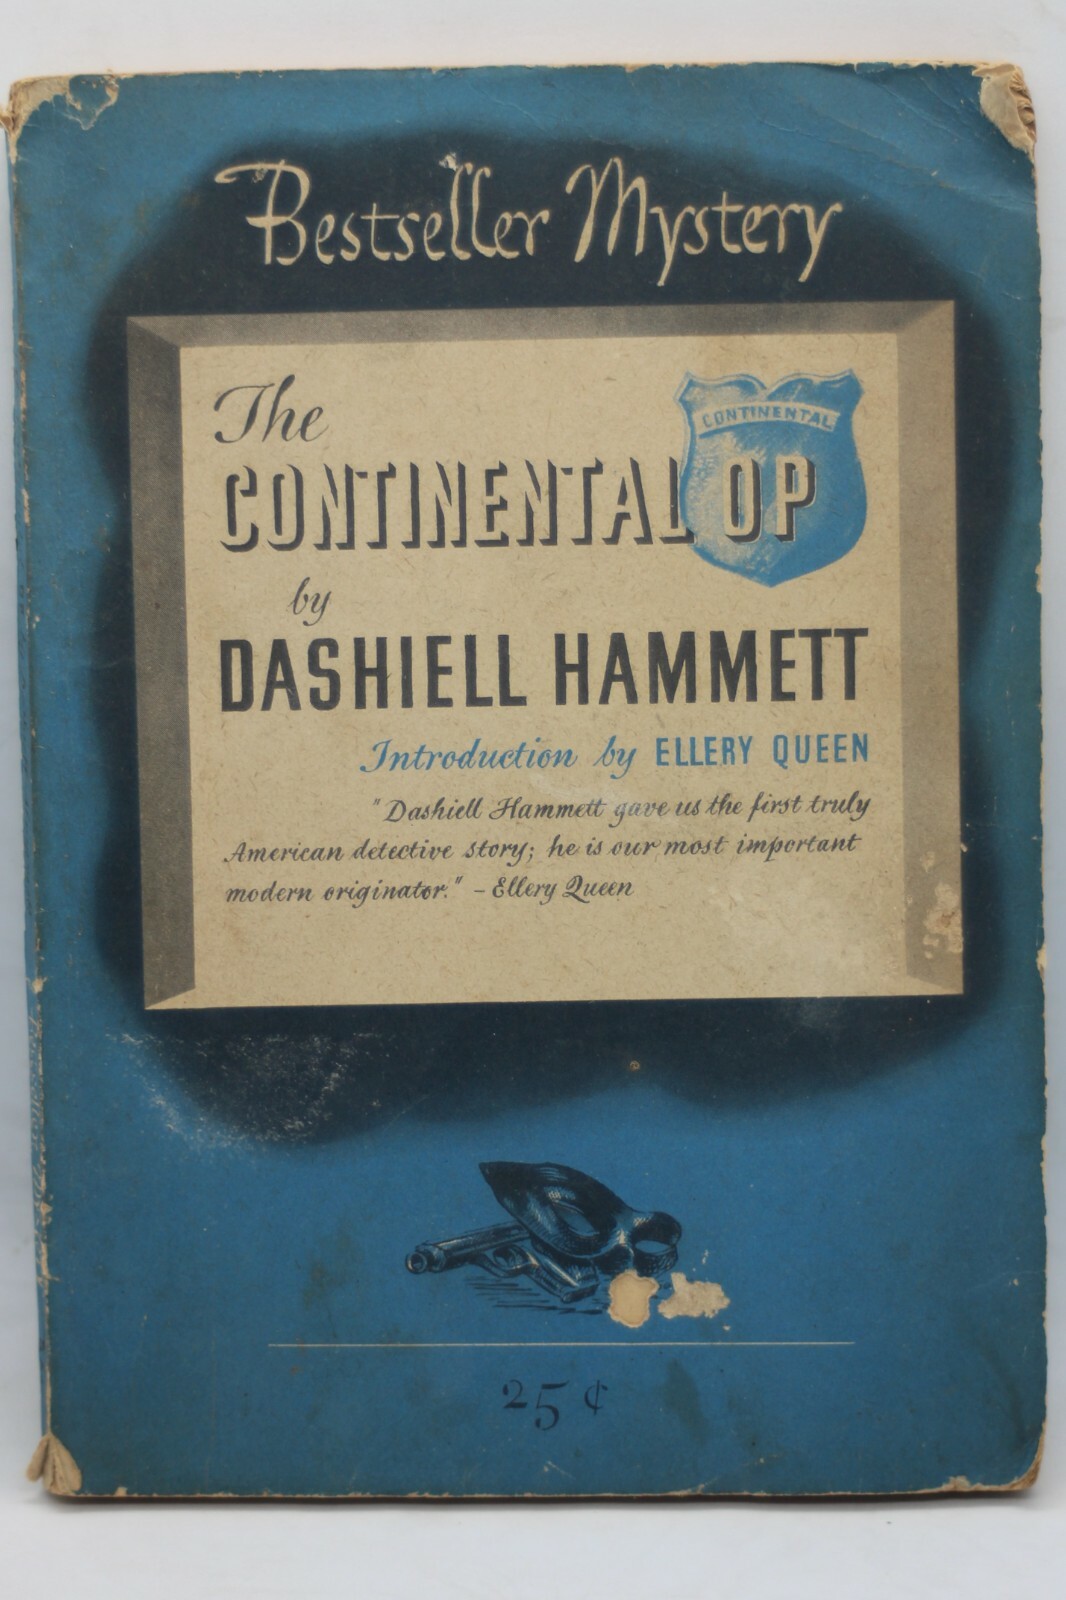 Bestseller Mystery
The
CONTINENTAL
CONTINENTAL OP
by
DASHIELL HAMMETT
Introduction by ELLERY QUEEN
"Dashiell Hammett gave us the first truly
American detective story; he is our most important
modern originator." – Ellery Queen
25¢